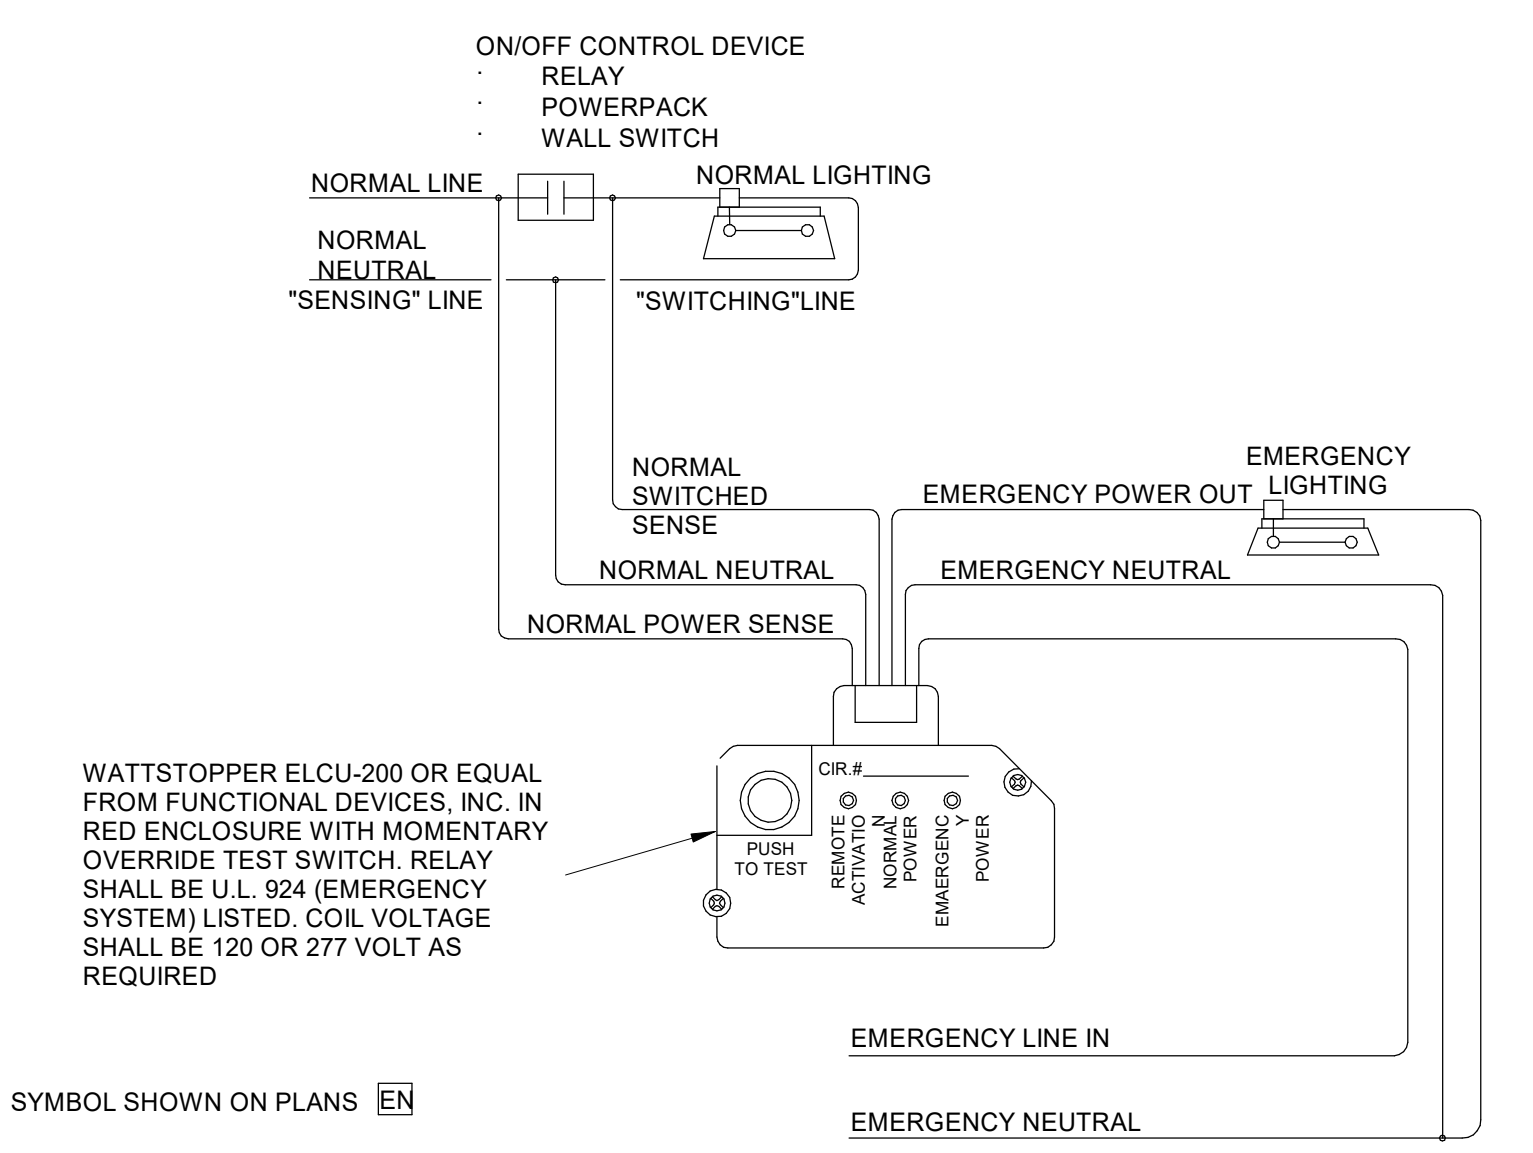 ON/OFF CONTROL DEVICE
· RELAY
· POWERPACK
· WALL SWITCH
NORMAL LINE
NORMAL LIGHTING
NORMAL
NEUTRAL
"SENSING" LINE
"SWITCHING"LINE
NORMAL
SWITCHED
SENSE
EMERGENCY
LIGHTING
EMERGENCY POWER OUT
NORMAL NEUTRAL
EMERGENCY NEUTRAL
NORMAL POWER SENSE
WATTSTOPPER ELCU-200 OR EQUAL
FROM FUNCTIONAL DEVICES, INC. IN
RED ENCLOSURE WITH MOMENTARY
OVERRIDE TEST SWITCH. RELAY
SHALL BE U.L. 924 (EMERGENCY
SYSTEM) LISTED. COIL VOLTAGE
SHALL BE 120 OR 277 VOLT AS
REQUIRED
CIR.#
PUSH
TO TEST
REMOTE
ACTIVATIO
N
NORMAL
POWER
EMAERGENC
Y
POWER
EMERGENCY LINE IN
EMERGENCY NEUTRAL
SYMBOL SHOWN ON PLANS EN